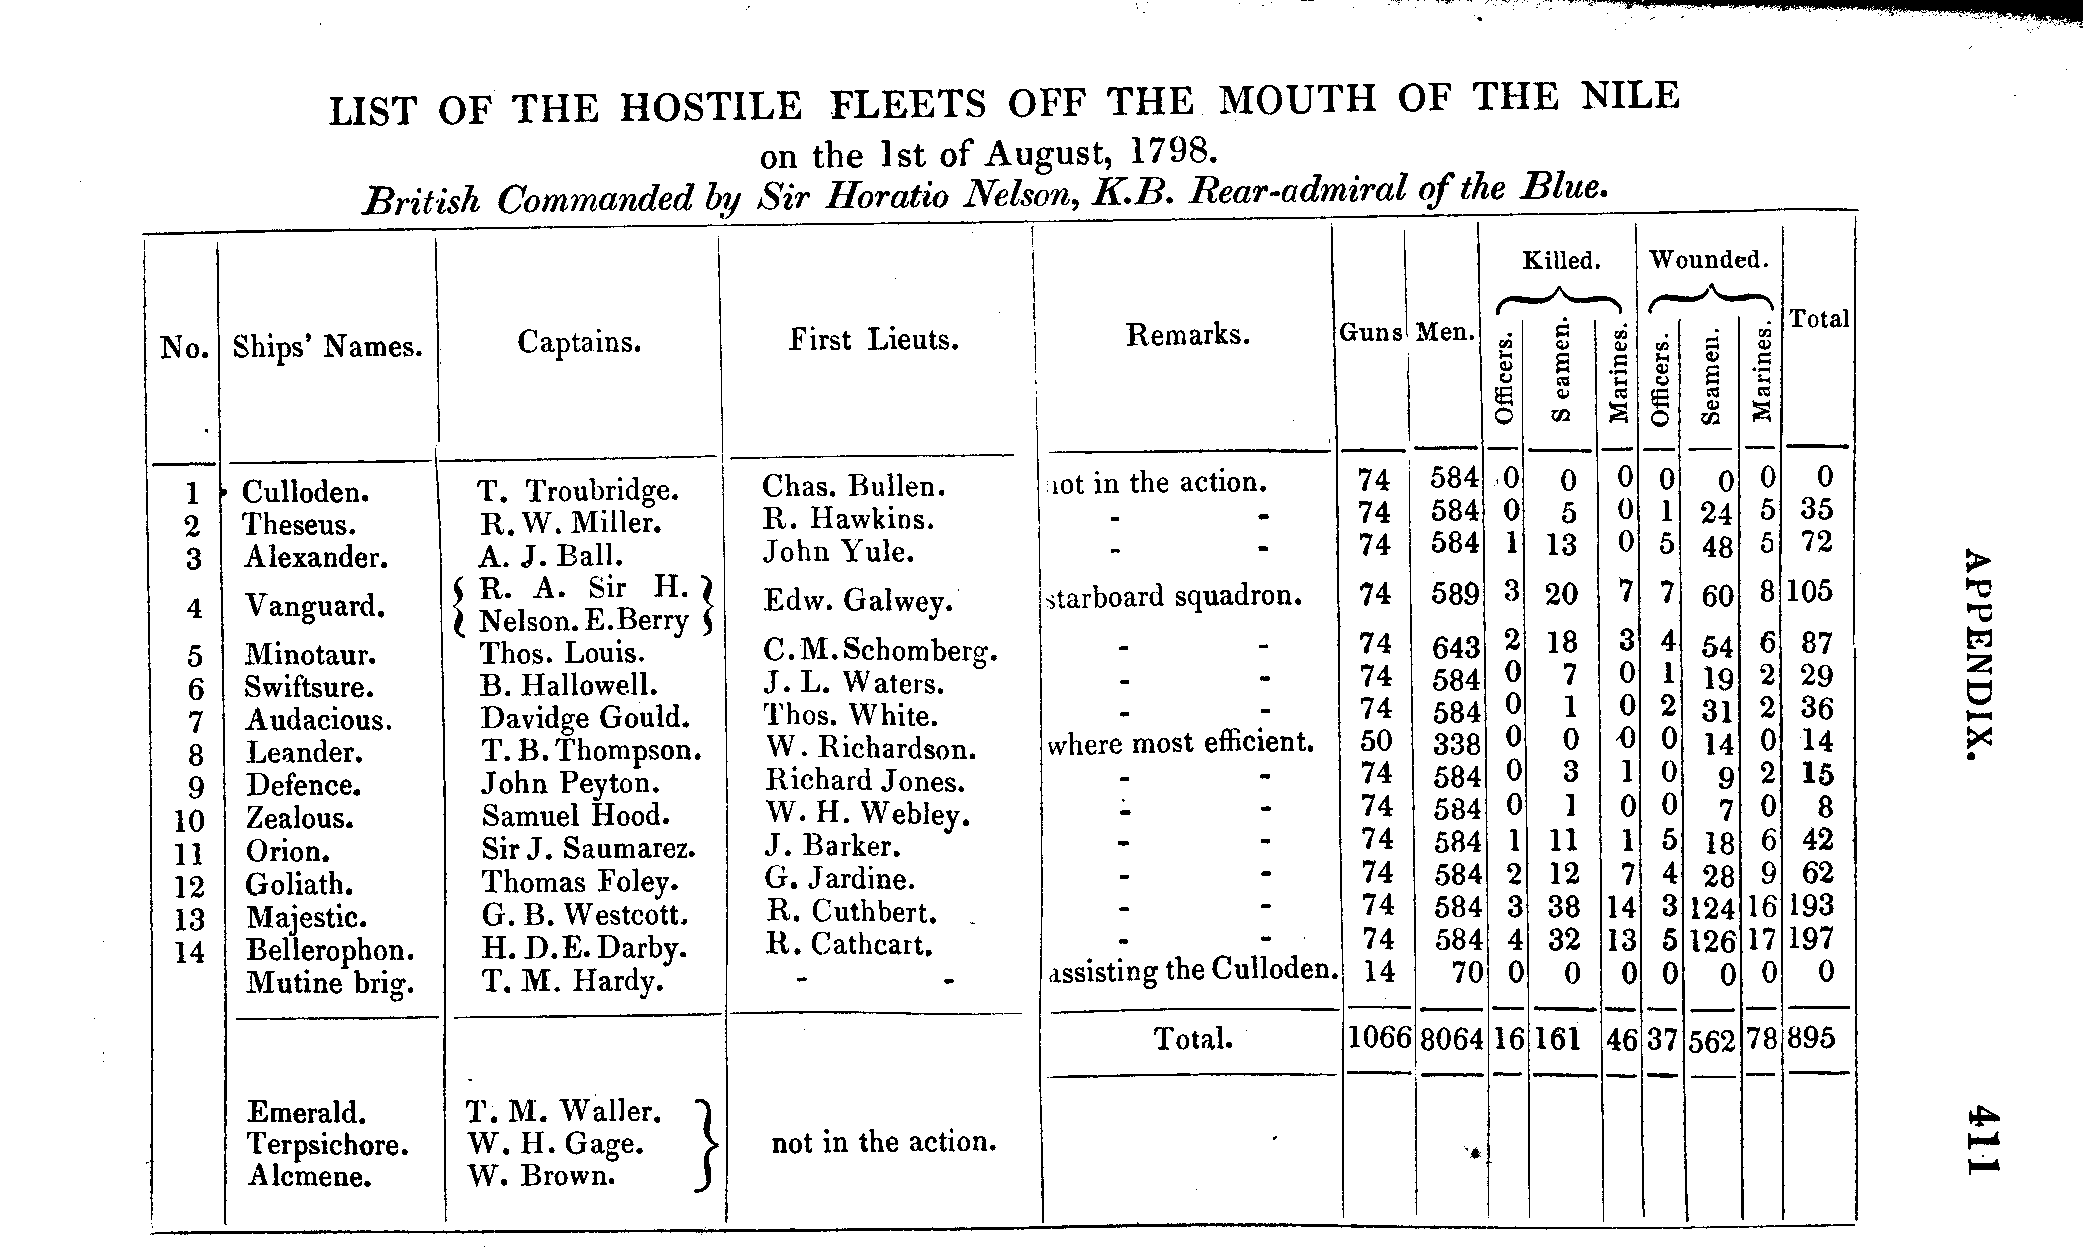 LIST OF THE HOSTILE FLEETS OFF THE MOUTH OF THE NILE
on the 1st of August, 1798.
British Commanded by Sir Horatio Nelson, K.B. Rear-admiral of the Blue.
Killed. Wounded.
No. Ships' Names. Captains. First Lieuts. Remarks. Guns Men. Officers. Seamen. Marines. Officers. Seamen. Marines. Total
1 Culloden. T. Troubridge. Chas. Bullen. not in the action. 74 584 0 0 0 0 0 0 0
2 Theseus. R. W. Miller. R. Hawkins. - - 74 584 0 5 0 1 24 5 35
3 Alexander. A. J. Ball. John Yule. - - 74 584 1 13 0 5 48 5 72
4 Vanguard. { R. A. Sir H. Nelson. E. Berry } Edw. Galwey. starboard squadron. 74 589 3 20 7 7 60 8 105
5 Minotaur. Thos. Louis. C. M. Schomberg. - - 74 643 2 18 3 4 54 6 87
6 Swiftsure. B. Hallowell. J. L. Waters. - - 74 584 0 7 0 1 19 2 29
7 Audacious. Davidge Gould. Thos. White. - - 74 584 0 1 0 2 31 2 36
8 Leander. T. B. Thompson. W. Richardson. where most efficient. 50 338 0 0 0 0 14 0 14
9 Defence. John Peyton. Richard Jones. - - 74 584 0 3 1 0 9 2 15
10 Zealous. Samuel Hood. W. H. Webley. - - 74 584 0 1 0 0 7 0 8
11 Orion. Sir J. Saumarez. J. Barker. - - 74 584 1 11 1 5 18 6 42
12 Goliath. Thomas Foley. G. Jardine. - - 74 584 2 12 7 4 28 9 62
13 Majestic. G. B. Westcott. R. Cuthbert. - - 74 584 3 38 14 3 124 16 193
14 Bellerophon. H. D. E. Darby. R. Cathcart. - - 74 584 4 32 13 5 126 17 197
Mutine brig. T. M. Hardy. - - assisting the Culloden. 14 70 0 0 0 0 0 0 0
Total. 1066 8064 16 161 46 37 562 78 895
Emerald. T. M. Waller. }
Terpsichore. W. H. Gage. } not in the action.
Alcmene. W. Brown. }
APPENDIX. 411